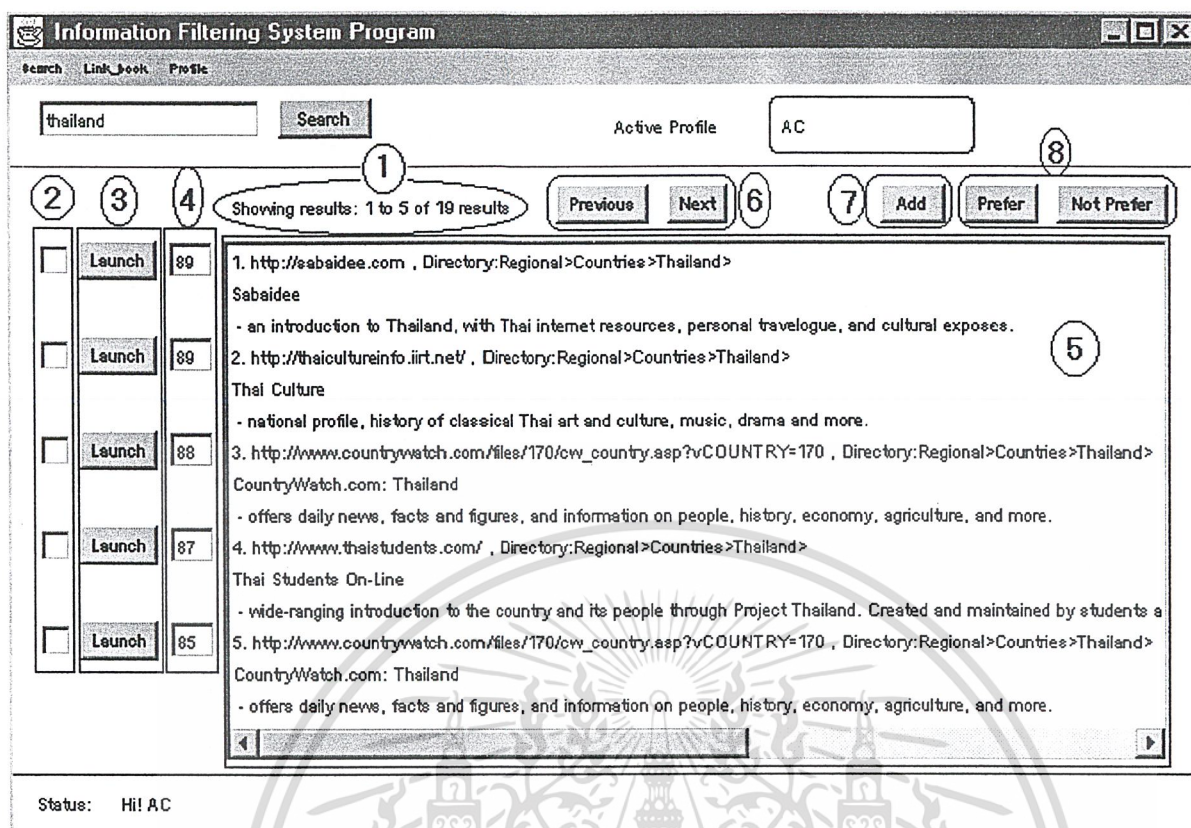 Information Filtering System Program
Search Link_book Profile
thailand Search Active Profile AC
1 8
2 3 4 Showing results: 1 to 5 of 19 results Previous Next 6 7 Add Prefer Not Prefer
Launch 89 1. http://sabaidee.com , Directory:Regional>Countries>Thailand>
Sabaidee
- an introduction to Thailand, with Thai internet resources, personal travelogue, and cultural exposes.
5
Launch 89 2. http://thaicultureinfo.iirt.net/ , Directory:Regional>Countries>Thailand>
Thai Culture
- national profile, history of classical Thai art and culture, music, drama and more.
Launch 88 3. http://www.countrywatch.com/files/170/cw_country.asp?vCOUNTRY=170 , Directory:Regional>Countries>Thailand>
CountryWatch.com: Thailand
- offers daily news, facts and figures, and information on people, history, economy, agriculture, and more.
Launch 87 4. http://www.thaistudents.com/ , Directory:Regional>Countries>Thailand>
Thai Students On-Line
- wide-ranging introduction to the country and its people through Project Thailand. Created and maintained by students a
Launch 85 5. http://www.countrywatch.com/files/170/cw_country.asp?vCOUNTRY=170 , Directory:Regional>Countries>Thailand>
CountryWatch.com: Thailand
- offers daily news, facts and figures, and information on people, history, economy, agriculture, and more.
Status: Hi! AC